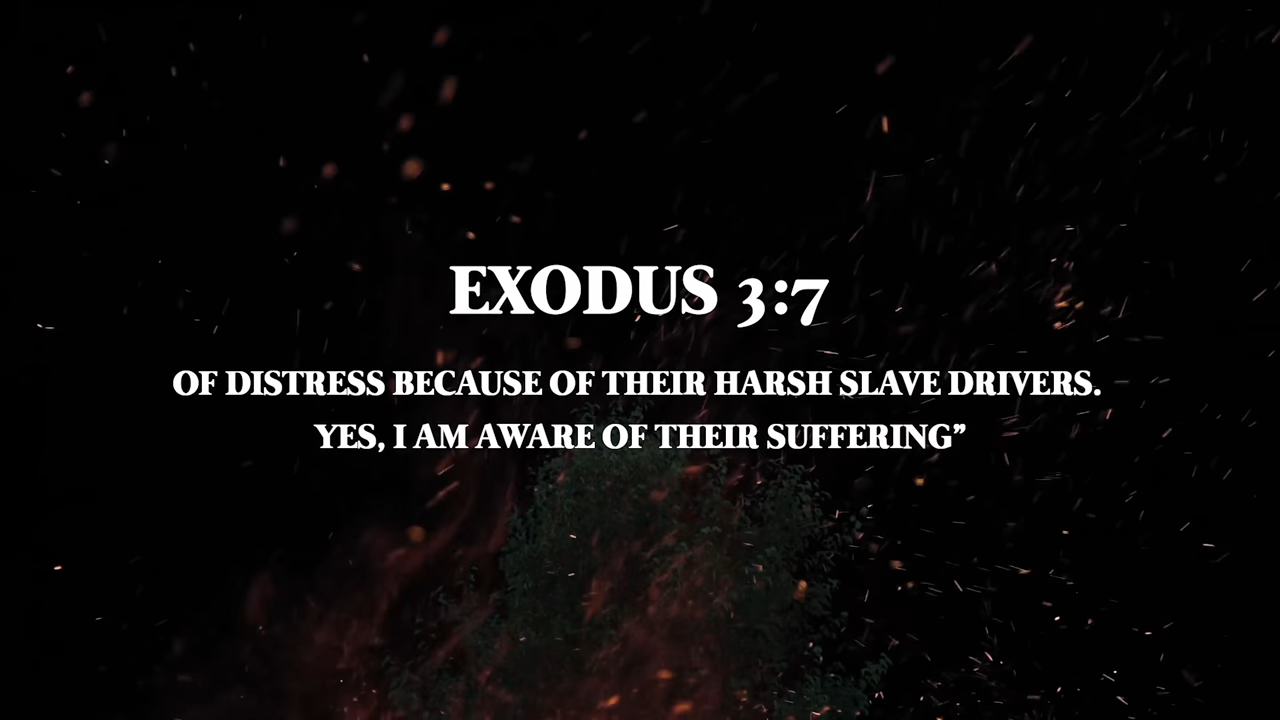 EXODUS 3:7
OF DISTRESS BECAUSE OF THEIR HARSH SLAVE DRIVERS.
YES, I AM AWARE OF THEIR SUFFERING”